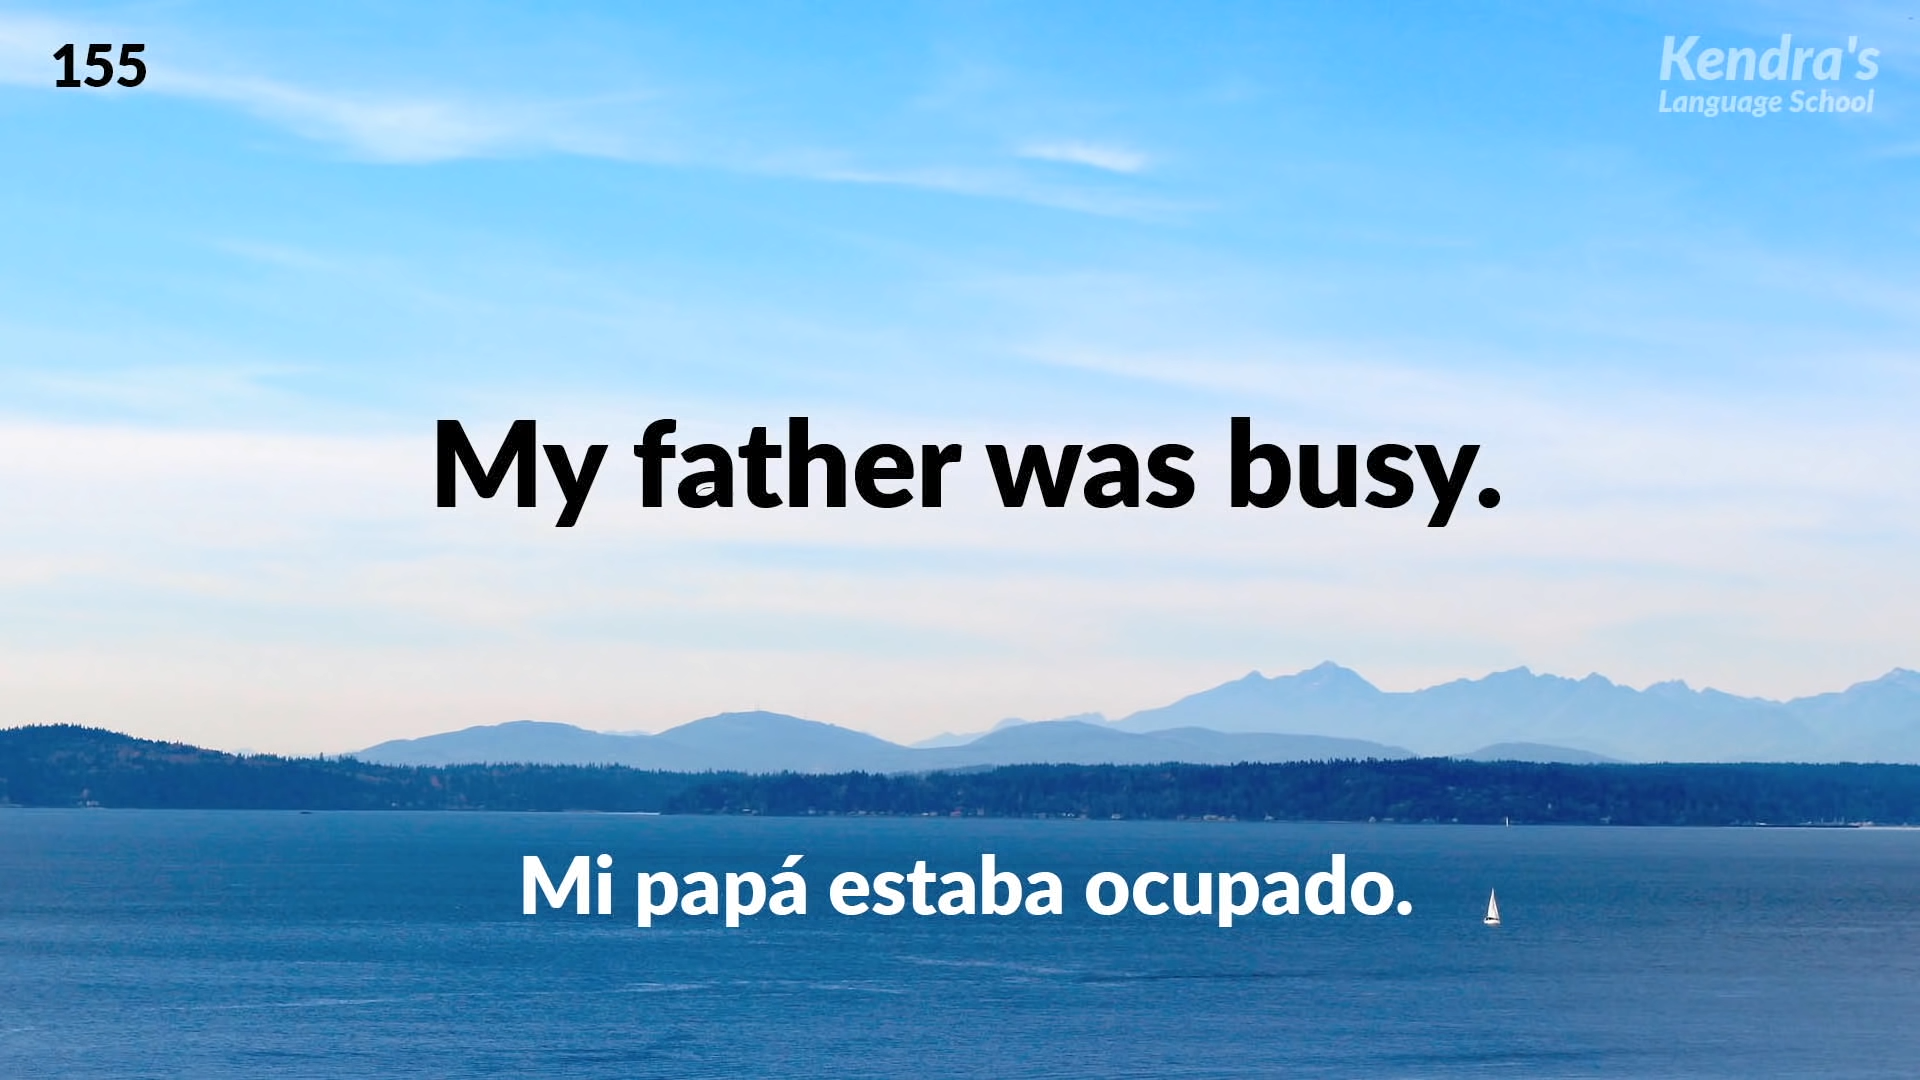 155
Kendra's
Language School
My father was busy.
Mi papá estaba ocupado.